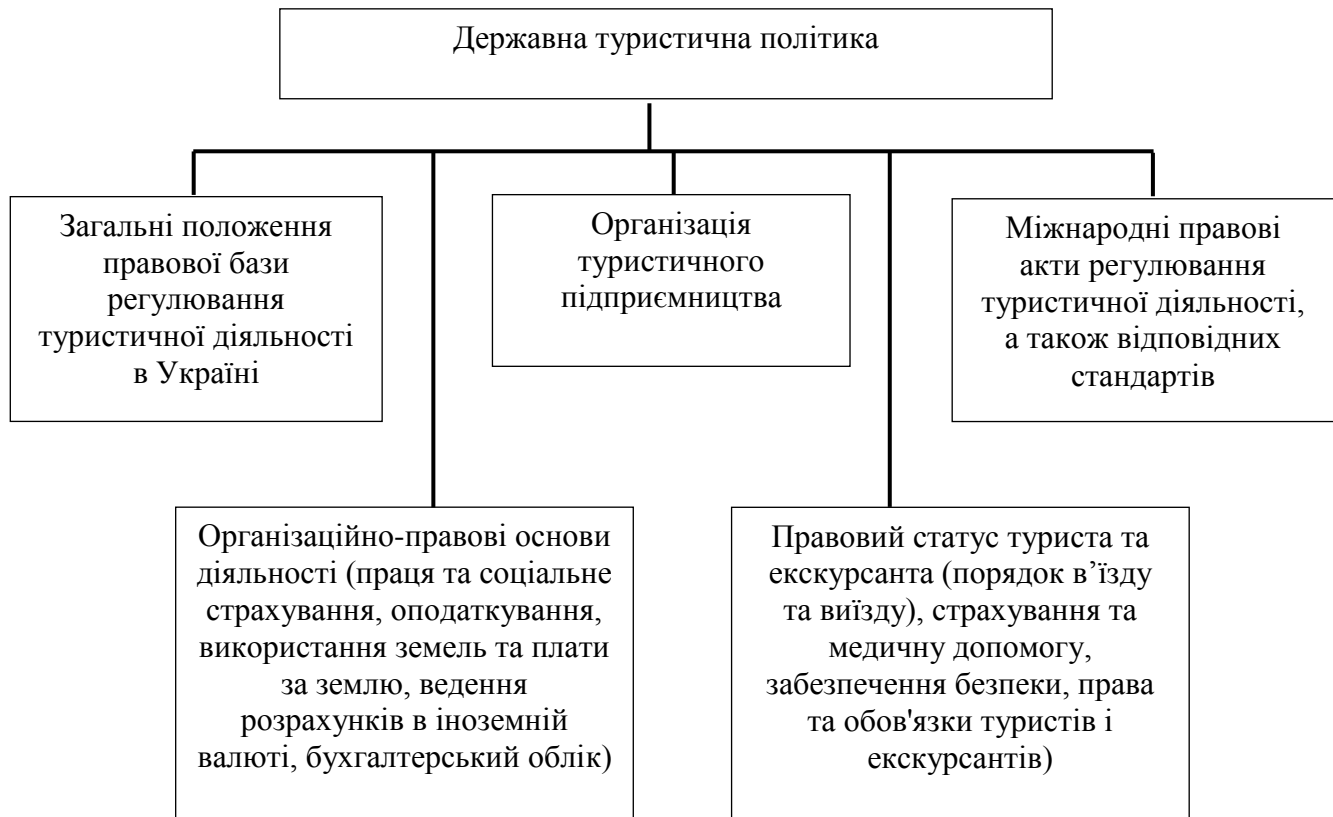 Державна туристична політика
Загальні положення
правової бази
регулювання
туристичної діяльності
в Україні
Організація
туристичного
підприємництва
Міжнародні правові
акти регулювання
туристичної діяльності,
а також відповідних
стандартів
Організаційно-правові основи
діяльності (праця та соціальне
страхування, оподаткування,
використання земель та плати
за землю, ведення
розрахунків в іноземній
валюті, бухгалтерський облік)
Правовий статус туриста та
екскурсанта (порядок в’їзду
та виїзду), страхування та
медичну допомогу,
забезпечення безпеки, права
та обов'язки туристів і
екскурсантів)